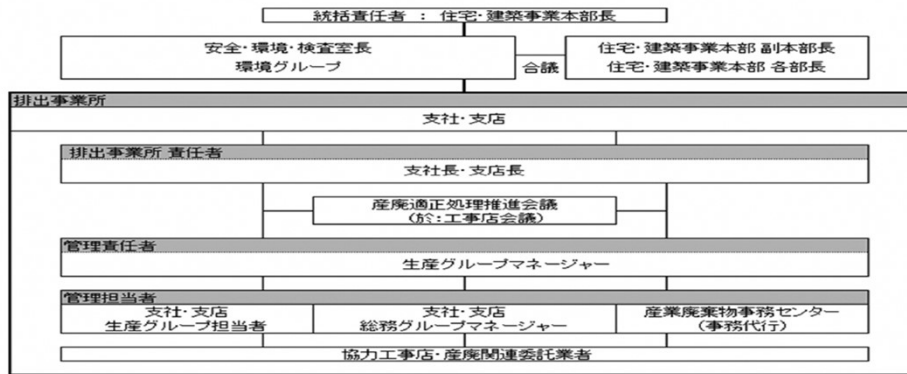 統括責任者 : 住宅・建築事業本部長
安全・環境・検査室長
環境グループ
合議
住宅・建築事業本部 副本部長
住宅・建築事業本部 各部長
排出事業所
支社・支店
排出事業所 責任者
支社長・支店長
産廃適正処理推進会議
(於:工事店会議)
管理責任者
生産グループマネージャー
管理担当者
支社・支店
生産グループ担当者
支社・支店
総務グループマネージャー
産業廃棄物事務センター
(事務代行)
協力工事店・産廃関連委託業者